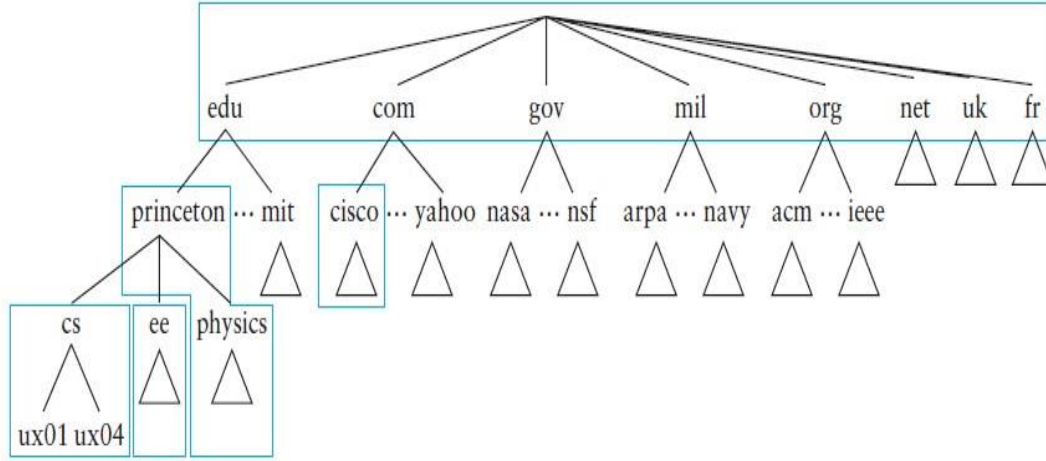 edu com gov mil org net uk fr
princeton ··· mit cisco ··· yahoo nasa ··· nsf arpa ··· navy acm ··· ieee
cs ee physics
ux01 ux04